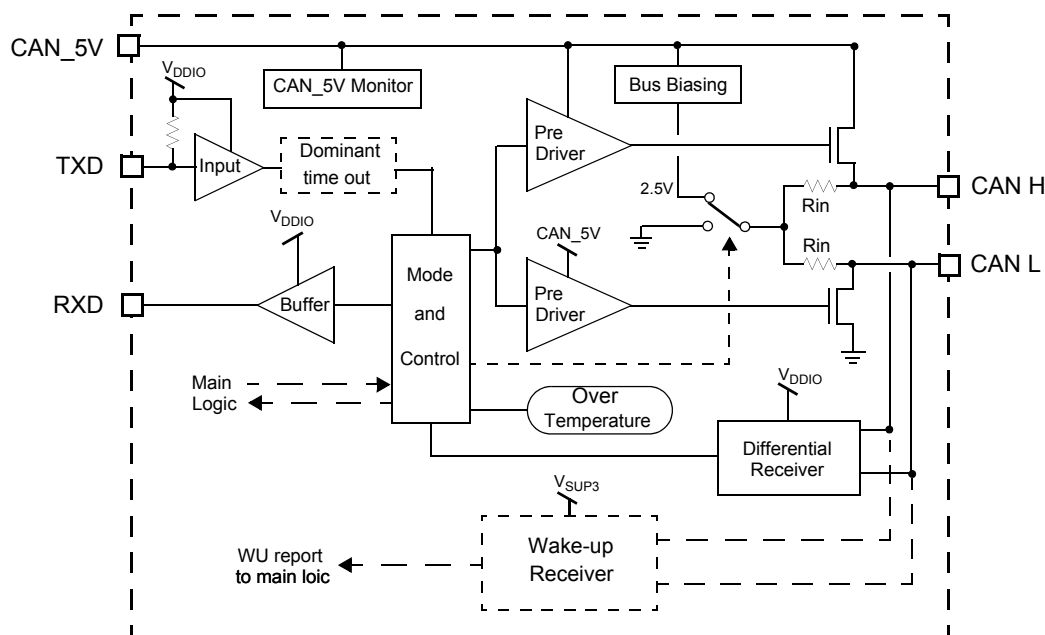 CAN_5V
VDDIO
CAN_5V Monitor
Bus Biasing
TXD
Input
Dominant
time out
Pre
Driver
2.5V
Rin
CAN H
VDDIO
CAN_5V
Rin
CAN L
RXD
Buffer
Mode
and
Control
Pre
Driver
Main
Logic
Over
Temperature
VDDIO
Differential
Receiver
VSUP3
Wake-up
Receiver
WU report
to main loic